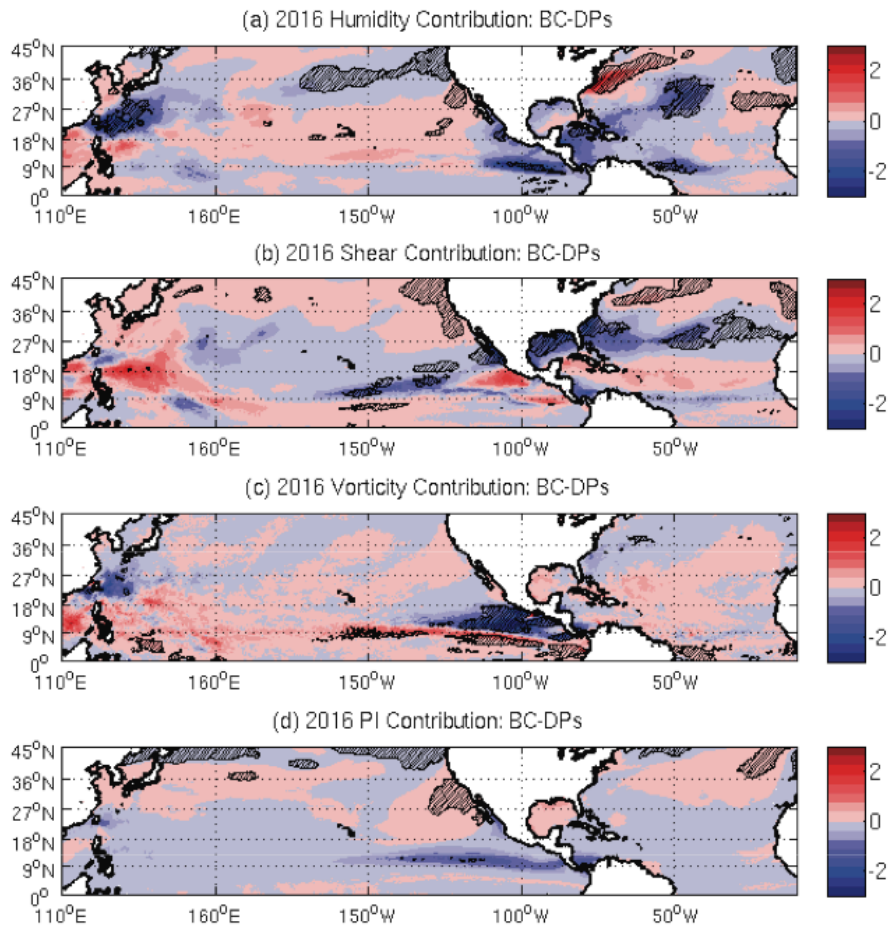 (a) 2016 Humidity Contribution: BC-DPs
45°N
36°N
27°N
18°N
9°N
0°
110°E 160°E 150°W 100°W 50°W
2
0
-2
(b) 2016 Shear Contribution: BC-DPs
45°N
36°N
27°N
18°N
9°N
0°
110°E 160°E 150°W 100°W 50°W
2
0
-2
(c) 2016 Vorticity Contribution: BC-DPs
45°N
36°N
27°N
18°N
9°N
0°
110°E 160°E 150°W 100°W 50°W
2
0
-2
(d) 2016 PI Contribution: BC-DPs
45°N
36°N
27°N
18°N
9°N
0°
110°E 160°E 150°W 100°W 50°W
2
0
-2